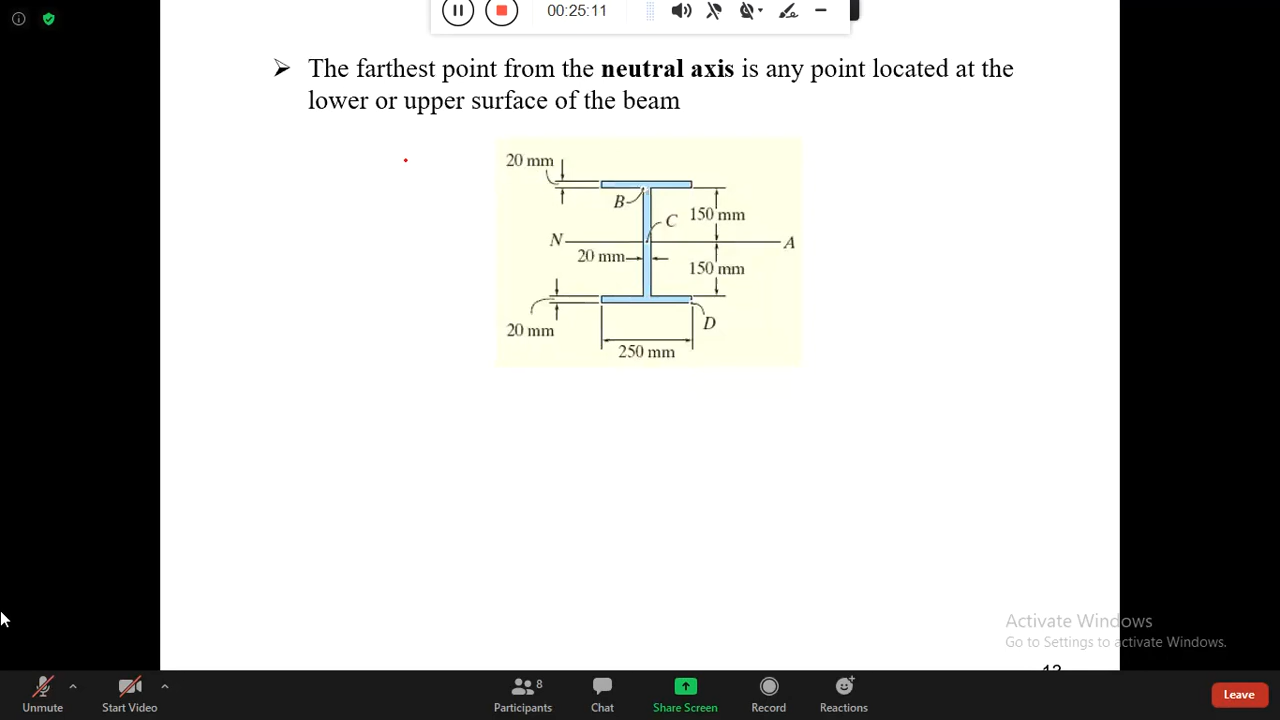 00:25:11
➢ The farthest point from the neutral axis is any point located at the
lower or upper surface of the beam
20 mm
B
C
150 mm
N
A
20 mm
150 mm
D
20 mm
250 mm
Activate Windows
Go to Settings to activate Windows.
Unmute
Start Video
8
Participants
Chat
Share Screen
Record
Reactions
Leave